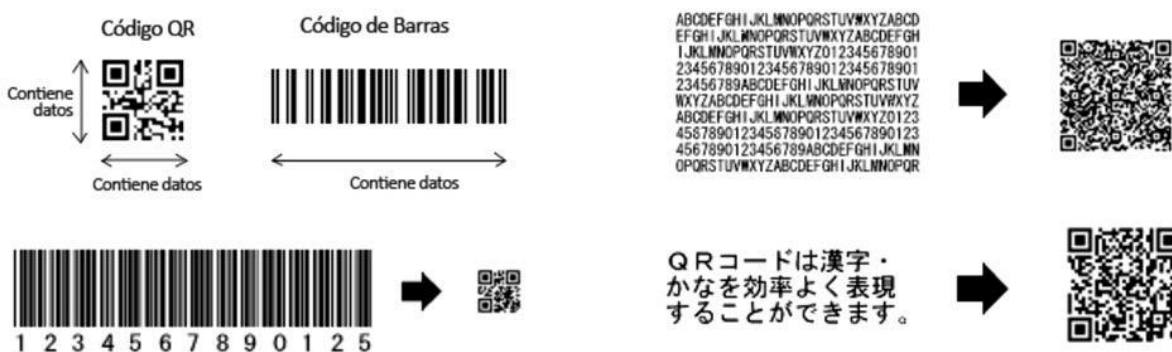 Código QR
Contiene
datos
Contiene datos
Código de Barras
Contiene datos
ABCDEFGHIJKLMNOPQRSTUVWXYZABCD
EFGHIJKLMNOPQRSTUVWXYZABCDEFGH
IJKLMNOPQRSTUVWXYZ012345678901
234567890123456789012345678901
23456789ABCDEFGHIJKLMNOPQRSTUV
WXYZABCDEFGHIJKLMNOPQRSTUVWXYZ
ABCDEFGHIJKLMNOPQRSTUVWXYZ0123
456789012345678901234567890123
4567890123456789ABCDEFGHIJKLMN
OPQRSTUVWXYZABCDEFGHIJKLMNOPQR
1 2 3 4 5 6 7 8 9 0 1 2 5
QRコードは漢字・
かなを効率よく表現
することができます。